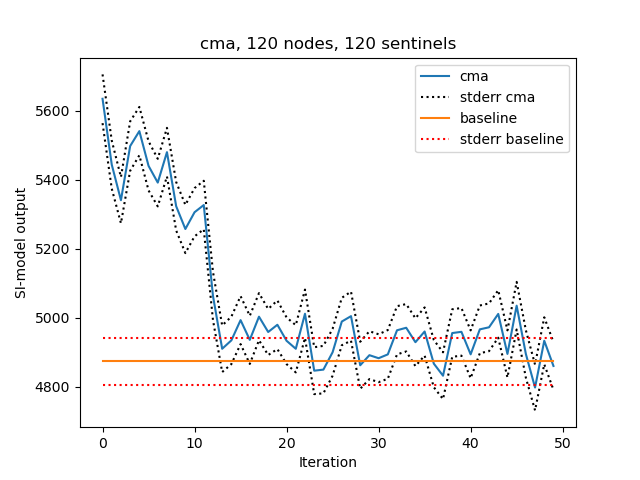 cma, 120 nodes, 120 sentinels
cma
stderr cma
baseline
stderr baseline
SI-model output
5600
5400
5200
5000
4800
0 10 20 30 40 50
Iteration